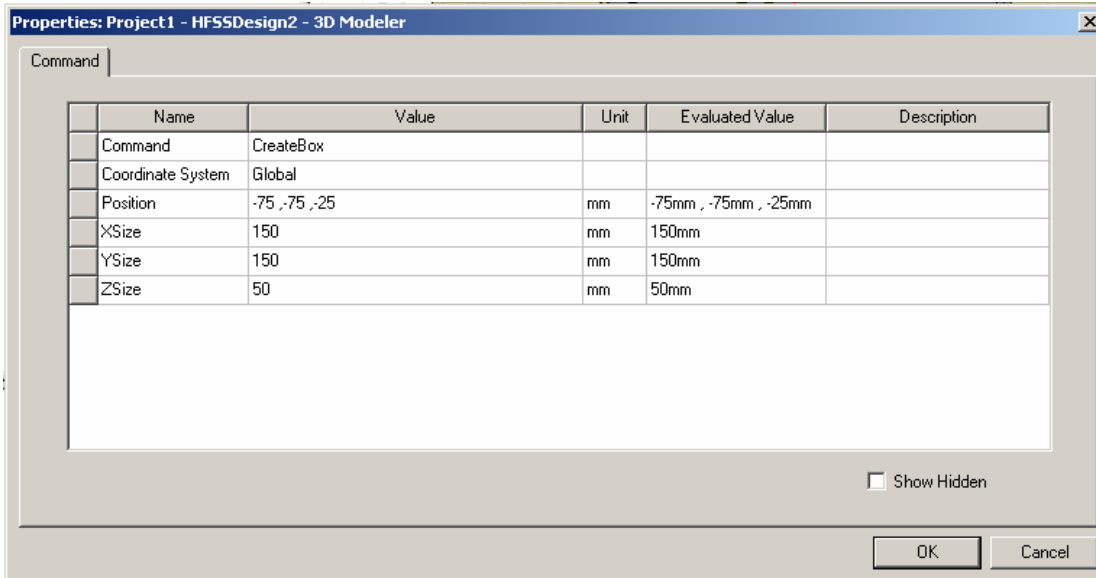 Properties: Project1 - HFSSDesign2 - 3D Modeler
Command
Name Value Unit Evaluated Value Description
Command CreateBox
Coordinate System Global
Position -75 ,-75 ,-25 mm -75mm , -75mm , -25mm
XSize 150 mm 150mm
YSize 150 mm 150mm
ZSize 50 mm 50mm
Show Hidden
OK Cancel